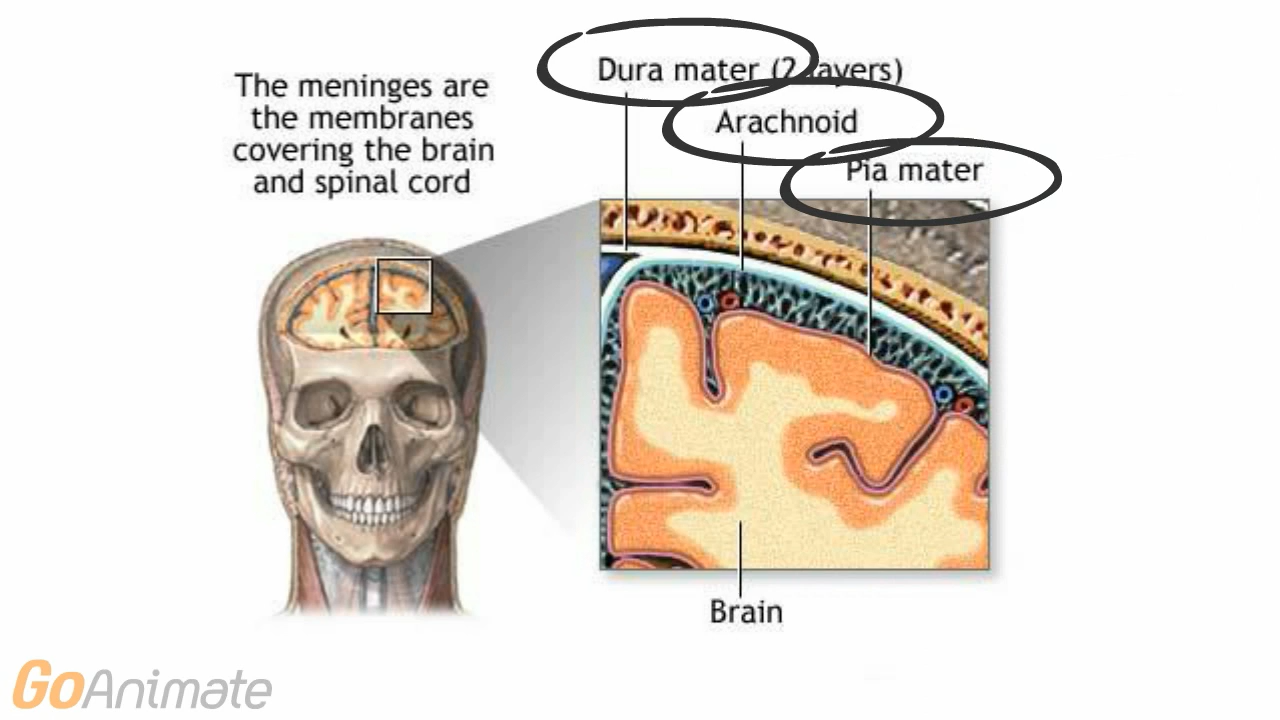 The meninges are
the membranes
covering the brain
and spinal cord
Dura mater (2 layers)
Arachnoid
Pia mater
Brain
GoAnimate